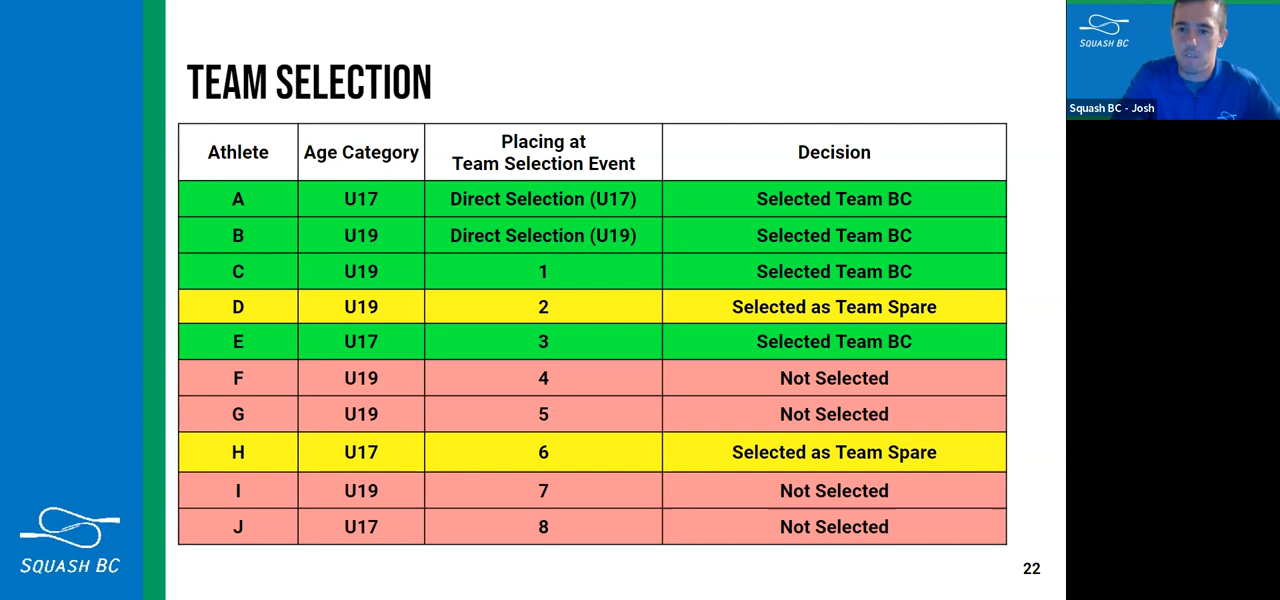 TEAM SELECTION
Athlete Age Category Placing at Team Selection Event Decision
A U17 Direct Selection (U17) Selected Team BC
B U19 Direct Selection (U19) Selected Team BC
C U19 1 Selected Team BC
D U19 2 Selected as Team Spare
E U17 3 Selected Team BC
F U19 4 Not Selected
G U19 5 Not Selected
H U17 6 Selected as Team Spare
I U19 7 Not Selected
J U17 8 Not Selected
SQUASH BC
22
SQUASH BC
Squash BC - Josh